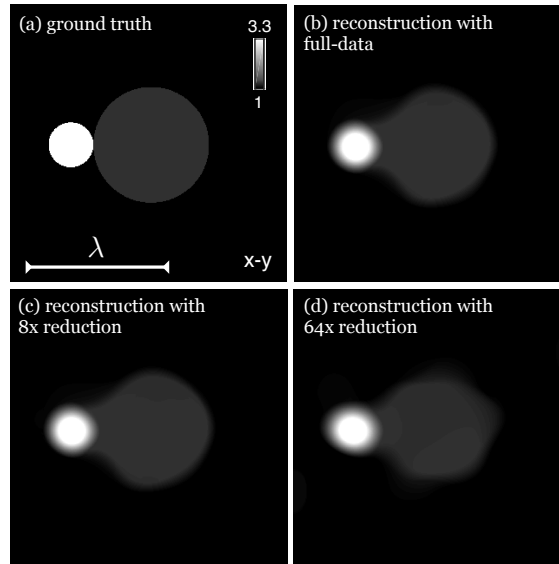 (a) ground truth
3.3
1
λ
x-y
(b) reconstruction with
full-data
(c) reconstruction with
8x reduction
(d) reconstruction with
64x reduction